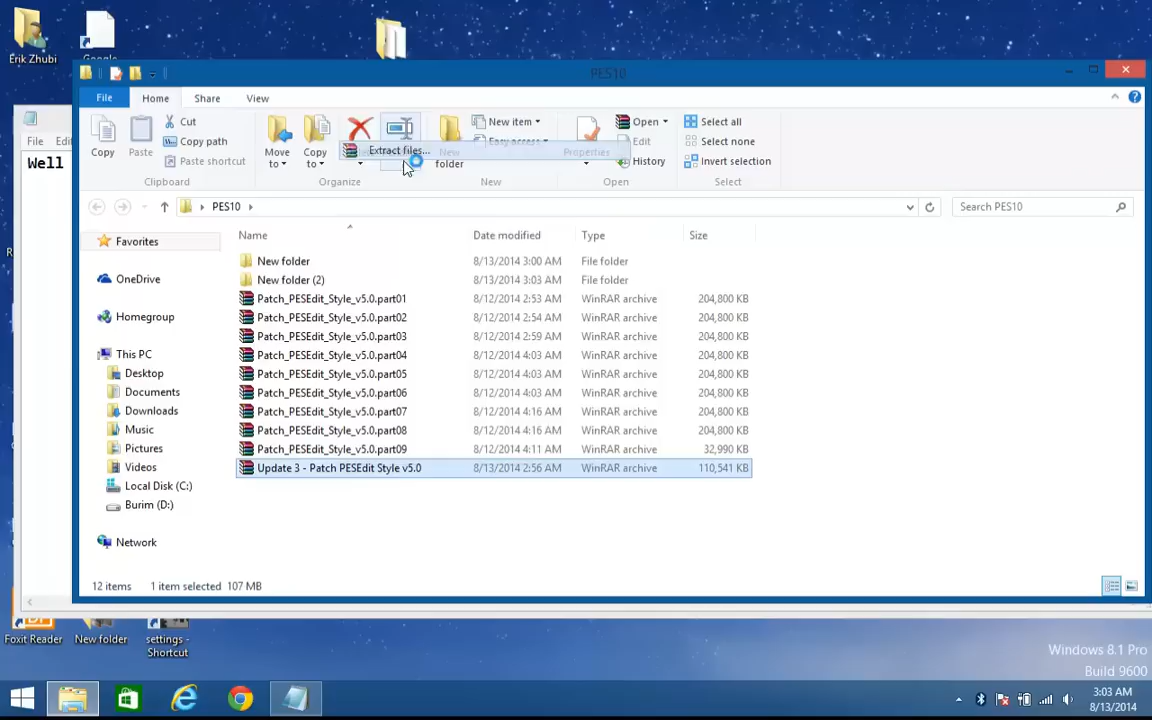 Erik Zhubi
Google
PES10
File
Home
Share
View
Copy
Paste
Cut
Copy path
Paste shortcut
Clipboard
Move to
Copy to
Extract files...
Organize
New folder
New item
Easy access
New
Properties
Open
Edit
History
Open
Select all
Select none
Invert selection
Select
File Edi
Well
PES10
Search PES10
Name Date modified Type Size
Favorites
OneDrive
Homegroup
This PC
Desktop
Documents
Downloads
Music
Pictures
Videos
Local Disk (C:)
Burim (D:)
Network
New folder 8/13/2014 3:00 AM File folder
New folder (2) 8/13/2014 3:03 AM File folder
Patch_PESEdit_Style_v5.0.part01 8/12/2014 2:53 AM WinRAR archive 204,800 KB
Patch_PESEdit_Style_v5.0.part02 8/12/2014 2:54 AM WinRAR archive 204,800 KB
Patch_PESEdit_Style_v5.0.part03 8/12/2014 2:59 AM WinRAR archive 204,800 KB
Patch_PESEdit_Style_v5.0.part04 8/12/2014 4:03 AM WinRAR archive 204,800 KB
Patch_PESEdit_Style_v5.0.part05 8/12/2014 4:03 AM WinRAR archive 204,800 KB
Patch_PESEdit_Style_v5.0.part06 8/12/2014 4:03 AM WinRAR archive 204,800 KB
Patch_PESEdit_Style_v5.0.part07 8/12/2014 4:16 AM WinRAR archive 204,800 KB
Patch_PESEdit_Style_v5.0.part08 8/12/2014 4:16 AM WinRAR archive 204,800 KB
Patch_PESEdit_Style_v5.0.part09 8/12/2014 4:11 AM WinRAR archive 32,990 KB
Update 3 - Patch PESEdit Style v5.0 8/13/2014 2:56 AM WinRAR archive 110,541 KB
12 items 1 item selected 107 MB
Foxit Reader
New folder
settings -
Shortcut
Windows 8.1 Pro
Build 9600
3:03 AM
8/13/2014